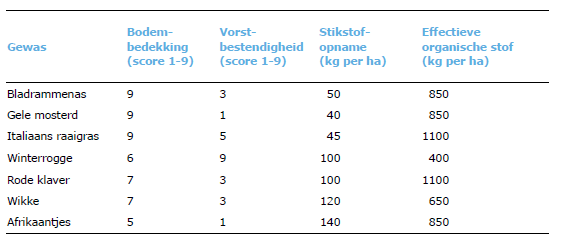 Gewas Bodem-bedekking (score 1-9) Vorst-bestendigheid (score 1-9) Stikstof-opname (kg per ha) Effectieve organische stof (kg per ha)
Bladrammenas 9 3 50 850
Gele mosterd 9 1 40 850
Italiaans raaigras 9 5 45 1100
Winterrogge 6 9 100 400
Rode klaver 7 3 100 1100
Wikke 7 3 120 650
Afrikaantjes 5 1 140 850